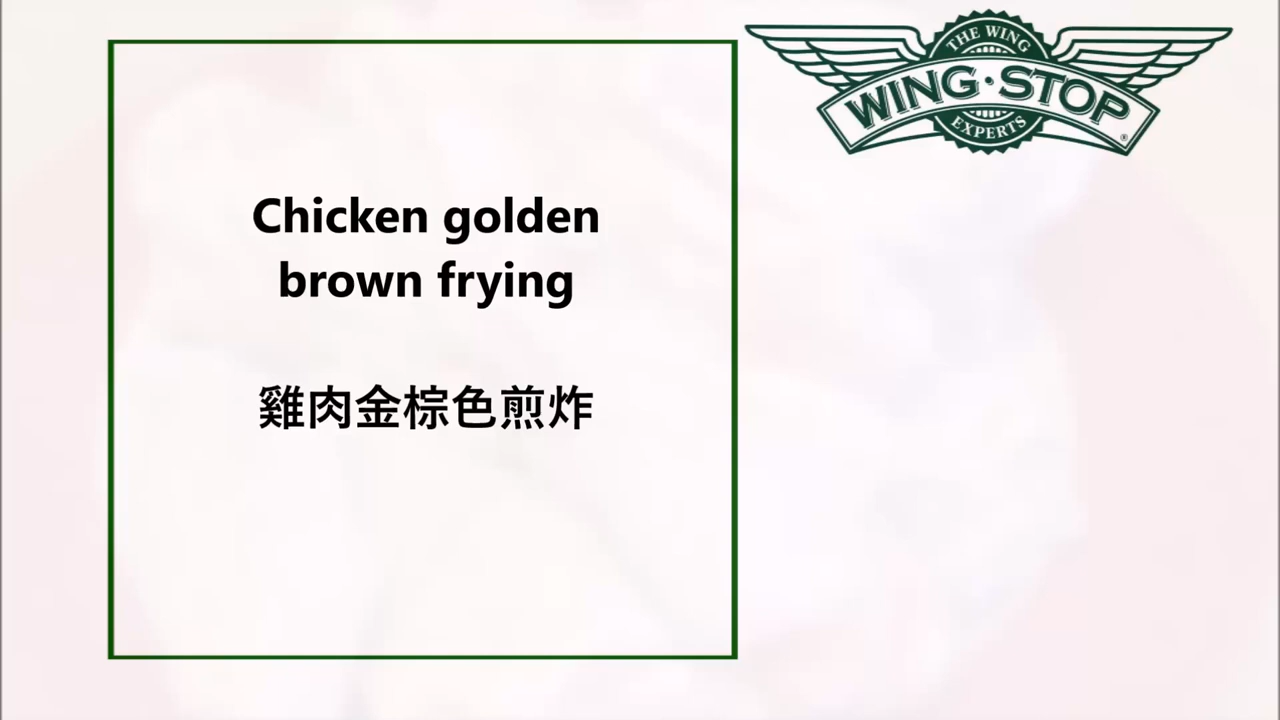 THE WING
WING·STOP
EXPERTS
®
Chicken golden
brown frying
雞肉金棕色煎炸